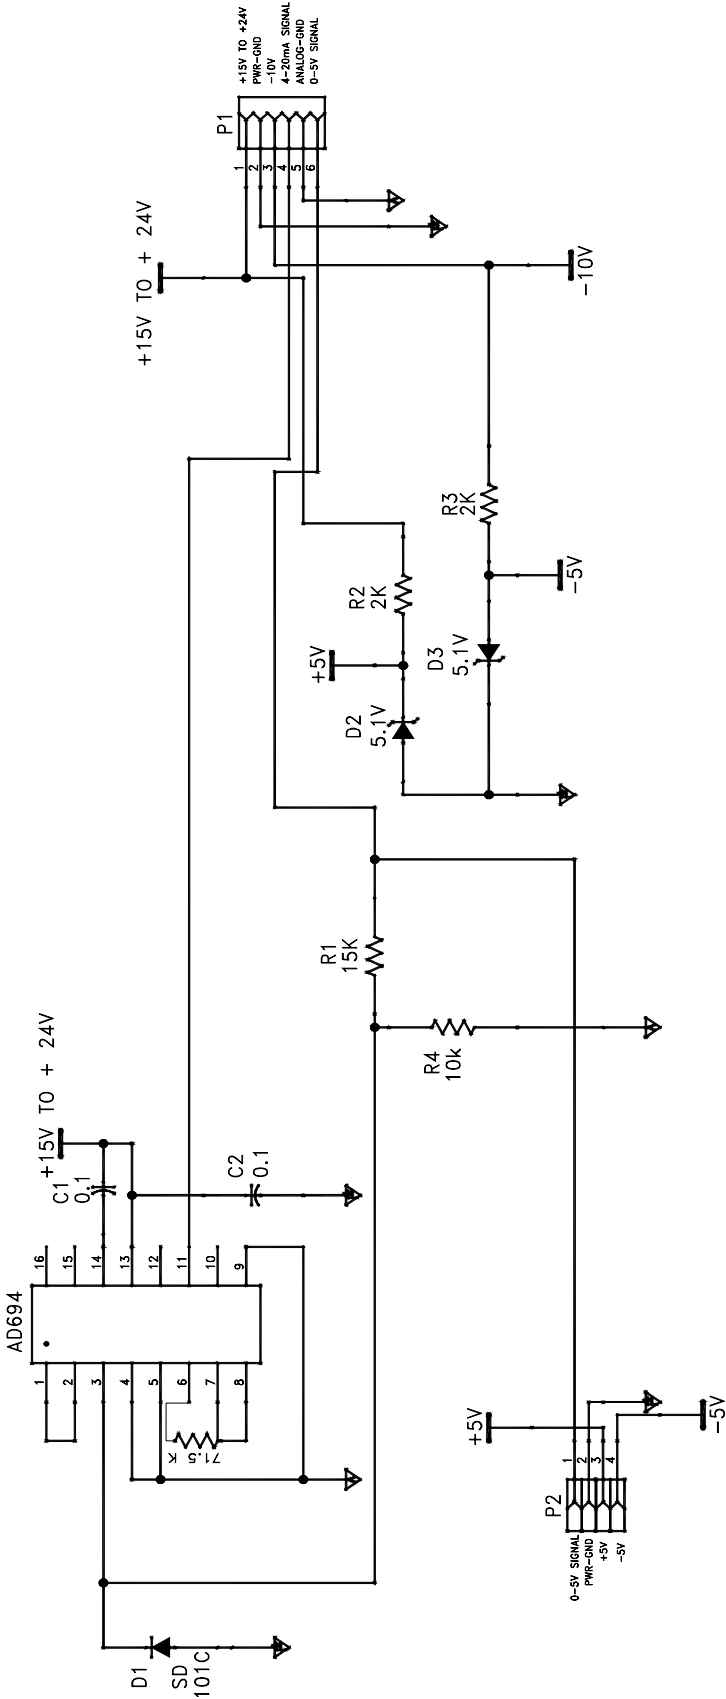 +15V TO +24V
PWR-GND
-10V
4-20mA SIGNAL
ANALOG-GND
0-5V SIGNAL
P1
1
2
3
4
5
6
+15V TO + 24V
-10V
R3
2K
R2
2K
-5V
+5V
D3
5.1V
D2
5.1V
R1
15K
R4
10k
+15V TO + 24V
C1
0.1
C2
0.1
AD694
16
15
14
13
12
11
10
9
1
2
3
4
5
6
7
8
71.5 K
+5V
-5V
P2
1
2
3
4
0-5V SIGNAL
PWR-GND
+5V
-5V
D1
SD
101C